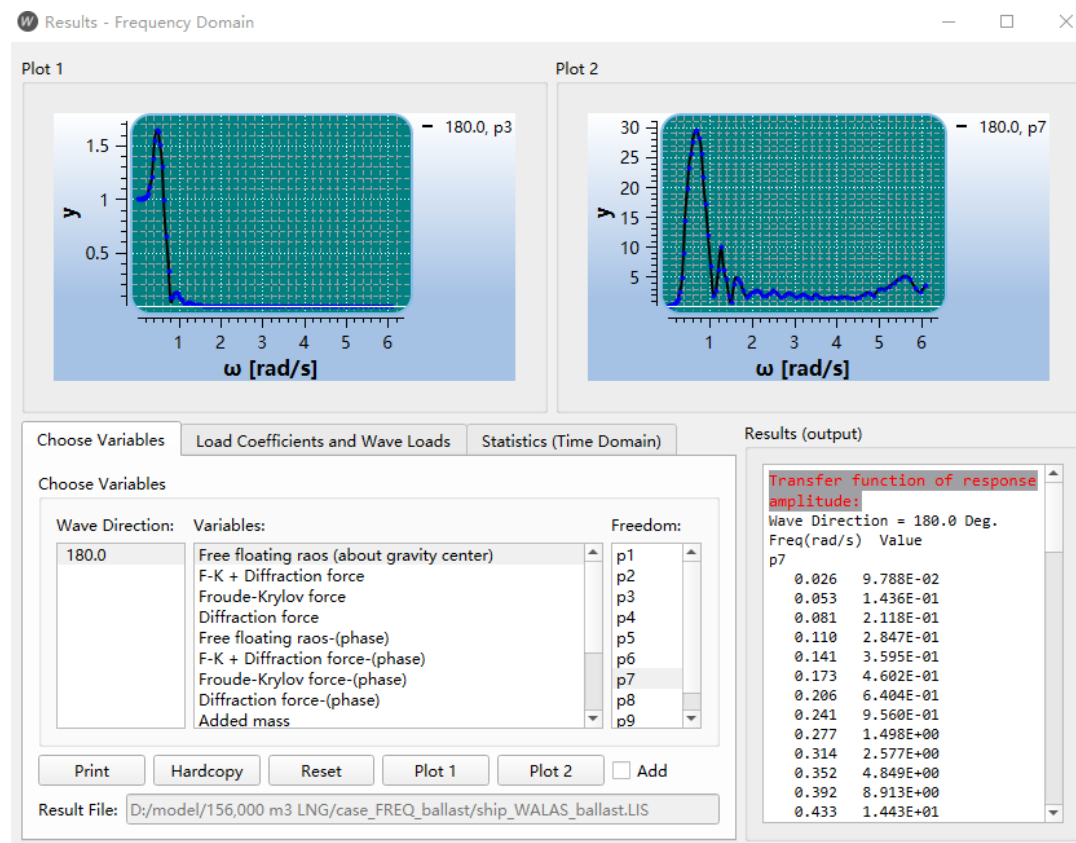 Results - Frequency Domain
Plot 1
Plot 2
180.0, p3
1.5
1
0.5
y
1 2 3 4 5 6
ω [rad/s]
180.0, p7
30
25
20
15
10
5
y
1 2 3 4 5 6
ω [rad/s]
Choose Variables
Load Coefficients and Wave Loads
Statistics (Time Domain)
Choose Variables
Wave Direction:
180.0
Variables:
Free floating raos (about gravity center)
F-K + Diffraction force
Froude-Krylov force
Diffraction force
Free floating raos-(phase)
F-K + Diffraction force-(phase)
Froude-Krylov force-(phase)
Diffraction force-(phase)
Added mass
Freedom:
p1
p2
p3
p4
p5
p6
p7
p8
p9
Print
Hardcopy
Reset
Plot 1
Plot 2
Add
Result File: D:/model/156,000 m3 LNG/case_FREQ_ballast/ship_WALAS_ballast.LIS
Results (output)
Transfer function of response
amplitude:
Wave Direction = 180.0 Deg.
Freq(rad/s) Value
p7
0.026 9.788E-02
0.053 1.436E-01
0.081 2.118E-01
0.110 2.847E-01
0.141 3.595E-01
0.173 4.602E-01
0.206 6.404E-01
0.241 9.560E-01
0.277 1.498E+00
0.314 2.577E+00
0.352 4.849E+00
0.392 8.913E+00
0.433 1.443E+01